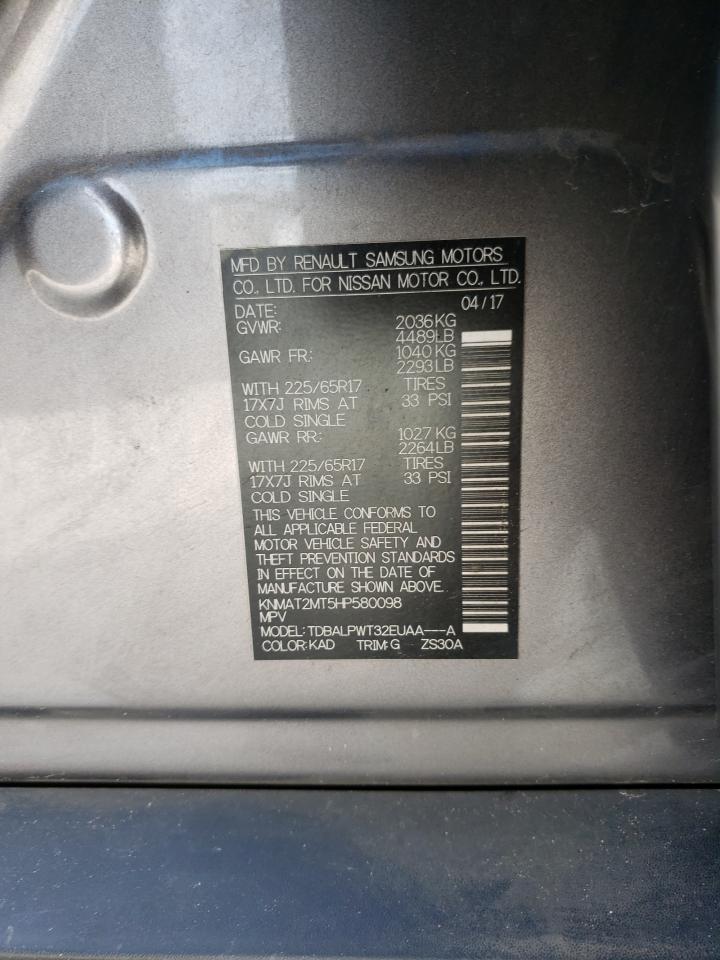 MFD BY RENAULT SAMSUNG MOTORS
CO., LTD. FOR NISSAN MOTOR CO., LTD.
DATE: 04/17
GVWR: 2036KG
4489LB
GAWR FR: 1040KG
2293LB
WITH 225/65R17 TIRES
17X7J RIMS AT 33 PSI
COLD SINGLE
GAWR RR: 1027KG
2264LB
WITH 225/65R17 TIRES
17X7J RIMS AT 33 PSI
COLD SINGLE
THIS VEHICLE CONFORMS TO
ALL APPLICABLE FEDERAL
MOTOR VEHICLE SAFETY AND
THEFT PREVENTION STANDARDS
IN EFFECT ON THE DATE OF
MANUFACTURE SHOWN ABOVE.
KNMAT2MT5HP580098
MPV
MODEL:TDBALPWT32EUAA---A
COLOR:KAD TRIM:G ZS30A